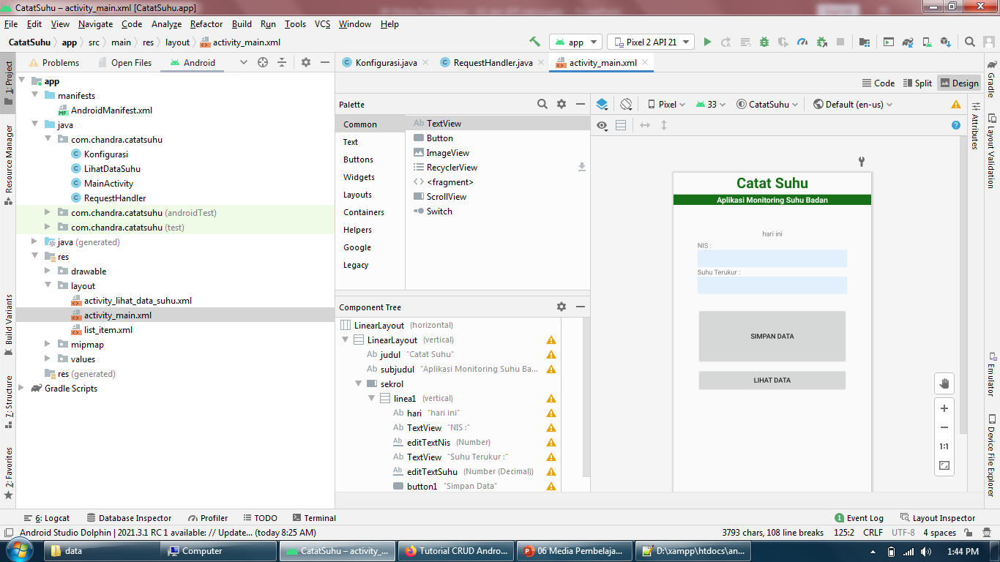 CatatSuhu – activity_main.xml [CatatSuhu.app]
File Edit View Navigate Code Analyze Refactor Build Run Tools VCS Window Help
CatatSuhu app src main res layout activity_main.xml
app Pixel 2 API 21
1: Project
Resource Manager
Build Variants
7: Structure
2: Favorites
Problems Open Files Android
app
manifests
AndroidManifest.xml
java
com.chandra.catatsuhu
Konfigurasi
LihatDataSuhu
MainActivity
RequestHandler
com.chandra.catatsuhu (androidTest)
com.chandra.catatsuhu (test)
java (generated)
res
drawable
layout
activity_lihat_data_suhu.xml
activity_main.xml
list_item.xml
mipmap
values
res (generated)
Gradle Scripts
Konfigurasi.java RequestHandler.java activity_main.xml
Code Split Design
Palette
Common
Text
Buttons
Widgets
Layouts
Containers
Helpers
Google
Legacy
Ab TextView
Button
ImageView
RecyclerView
<fragment>
ScrollView
Switch
Component Tree
LinearLayout (horizontal)
LinearLayout (vertical)
Ab judul "Catat Suhu"
Ab subjudul "Aplikasi Monitoring Suhu Ba...
sekrol
linea1 (vertical)
Ab hari "hari ini"
Ab TextView "NIS :"
Ab editTextNis (Number)
Ab TextView "Suhu Terukur :"
Ab editTextSuhu (Number (Decimal))
button1 "Simpan Data"
Pixel 33 CatatSuhu Default (en-us)
Catat Suhu
Aplikasi Monitoring Suhu Badan
hari ini
NIS :
Suhu Terukur :
SIMPAN DATA
LIHAT DATA
1:1
Attributes
Gradle
Layout Validation
Emulator
Device File Explorer
6: Logcat Database Inspector Profiler TODO Terminal 1 Event Log Layout Inspector
Android Studio Dolphin | 2021.3.1 RC 1 available: // Update... (today 8:25 AM) 3793 chars, 108 line breaks 125:2 CRLF UTF-8 4 spaces
data Computer CatatSuhu – activity_... Tutorial CRUD Andro... 06 Media Pembelaja... D:\xampp\htdocs\an... 1:44 PM